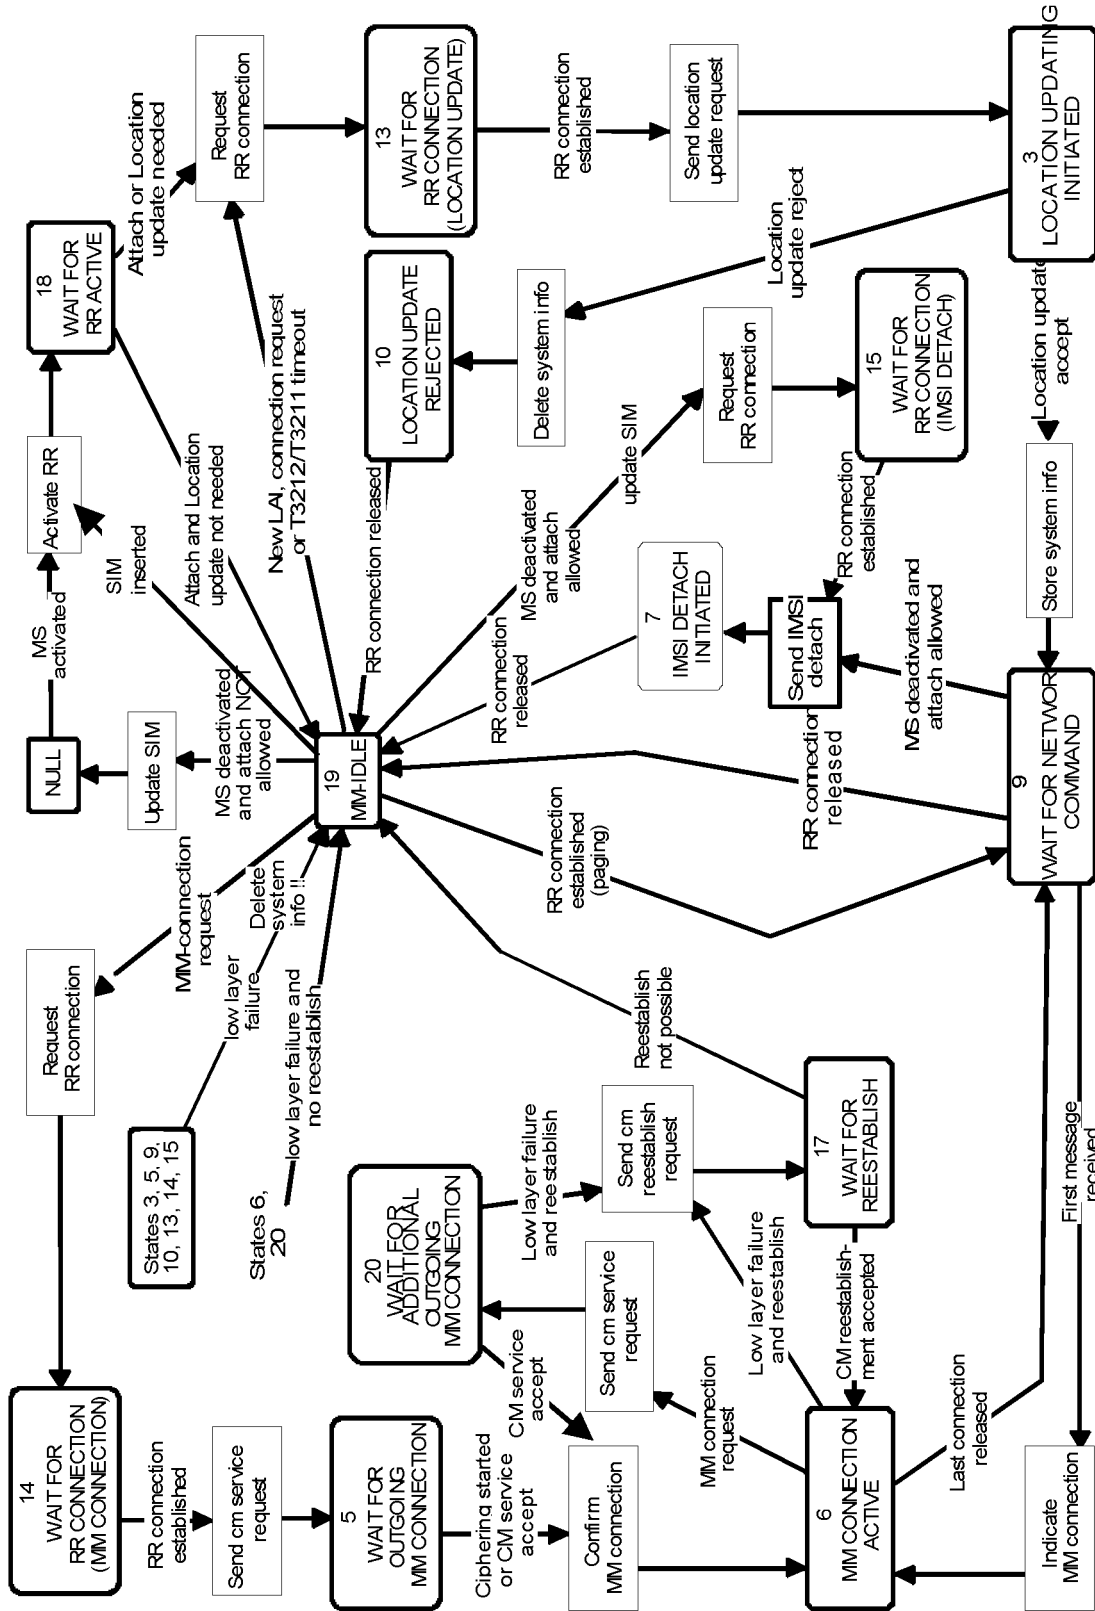 14
WAIT FOR
RR CONNECTION
(MM CONNECTION)
Request
RR connection
NULL
MS
activated
Activate RR
18
WAIT FOR
RR ACTIVE
RR connection
established
States 3, 5, 9,
10, 13, 14, 15
MM-connection
request
Update SIM
SIM
inserted
Attach or Location
update needed
Send cm service
request
low layer
failure
Delete
system
info !!
MS deactivated
and attach NOT
allowed
Attach and Location
update not needed
Request
RR connection
States 6,
20
low layer failure and
no reestablish
New LAI, connection request
or T3212/T3211 timeout
5
WAIT FOR
OUTGOING
MM CONNECTION
20
WAIT FOR
ADDITIONAL
OUTGOING
MM CONNECTION
19
MM-IDLE
RR connection released
10
LOCATION UPDATE
REJECTED
13
WAIT FOR
RR CONNECTION
(LOCATION UPDATE)
Ciphering started
or CM service
accept
CM service
accept
Low layer failure
and reestablish
RR connection
established
(paging)
RR connection
released
MS deactivated
and attach
allowed
Delete system info
RR connection
established
Confirm
MM connection
Send cm service
request
Send cm
reestablish
request
Reestablish
not possible
7
IMSI DETACH
INITIATED
update SIM
MM connection
request
Low layer failure
and reestablish
Request
RR connection
Location
update reject
Send location
update request
Send IMSI
detach
RR connection
released
RR connection
established
6
MM CONNECTION
ACTIVE
CM reestablish-
ment accepted
17
WAIT FOR
REESTABLISH
15
WAIT FOR
RR CONNECTION
(IMSI DETACH)
Last connection
released
MS deactivated and
attach allowed
Indicate
MM connection
First message
received
9
WAIT FOR NETWORK
COMMAND
Store system info
Location update
accept
3
LOCATION UPDATING
INITIATED